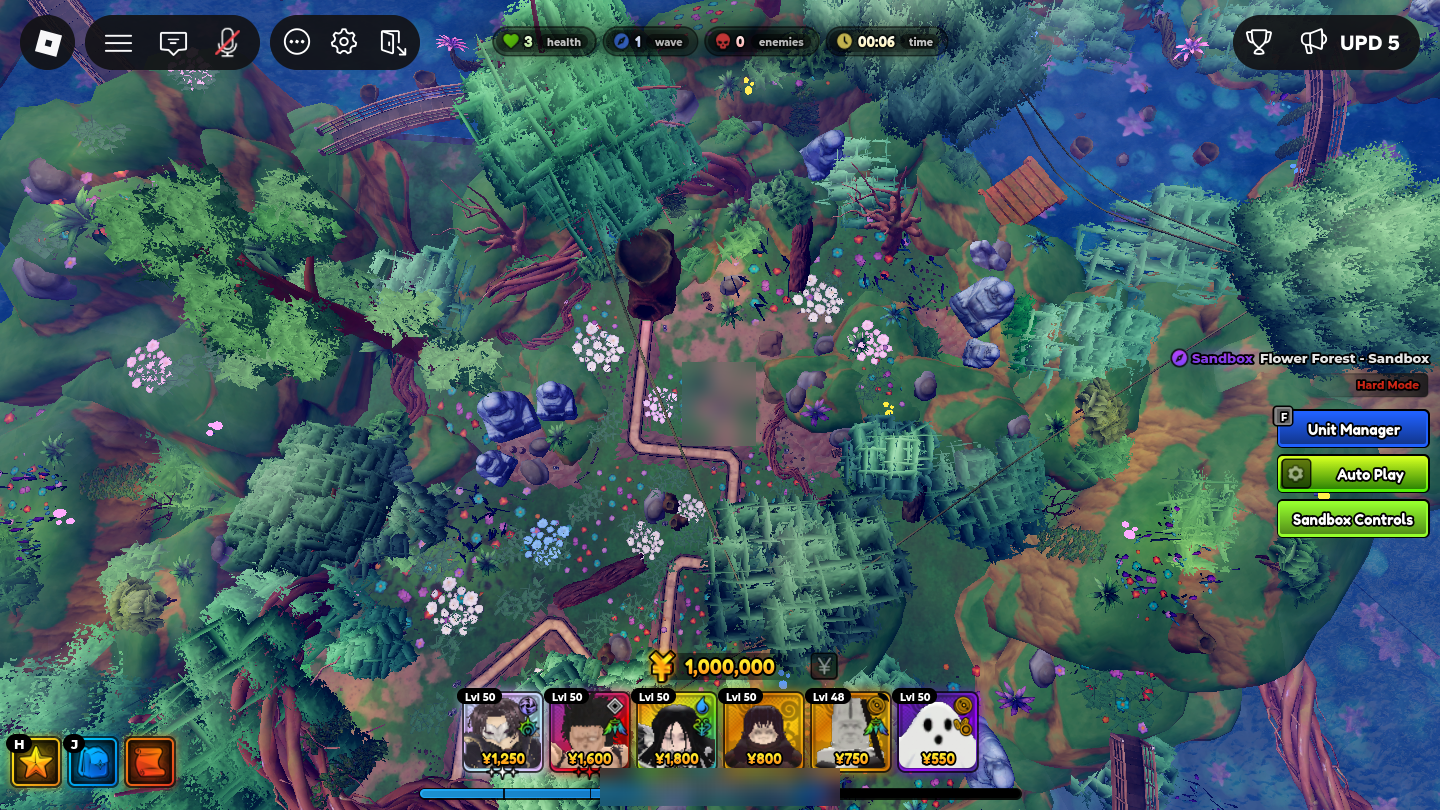 3 health
1 wave
0 enemies
00:06 time
UPD 5
Sandbox Flower Forest - Sandbox
Hard Mode
F
Unit Manager
Auto Play
Sandbox Controls
¥ 1,000,000 ¥
Lvl 50
¥1,250
Lvl 50
¥1,600
Lvl 50
¥1,800
Lvl 50
¥800
Lvl 48
¥750
Lvl 50
¥550
H
J